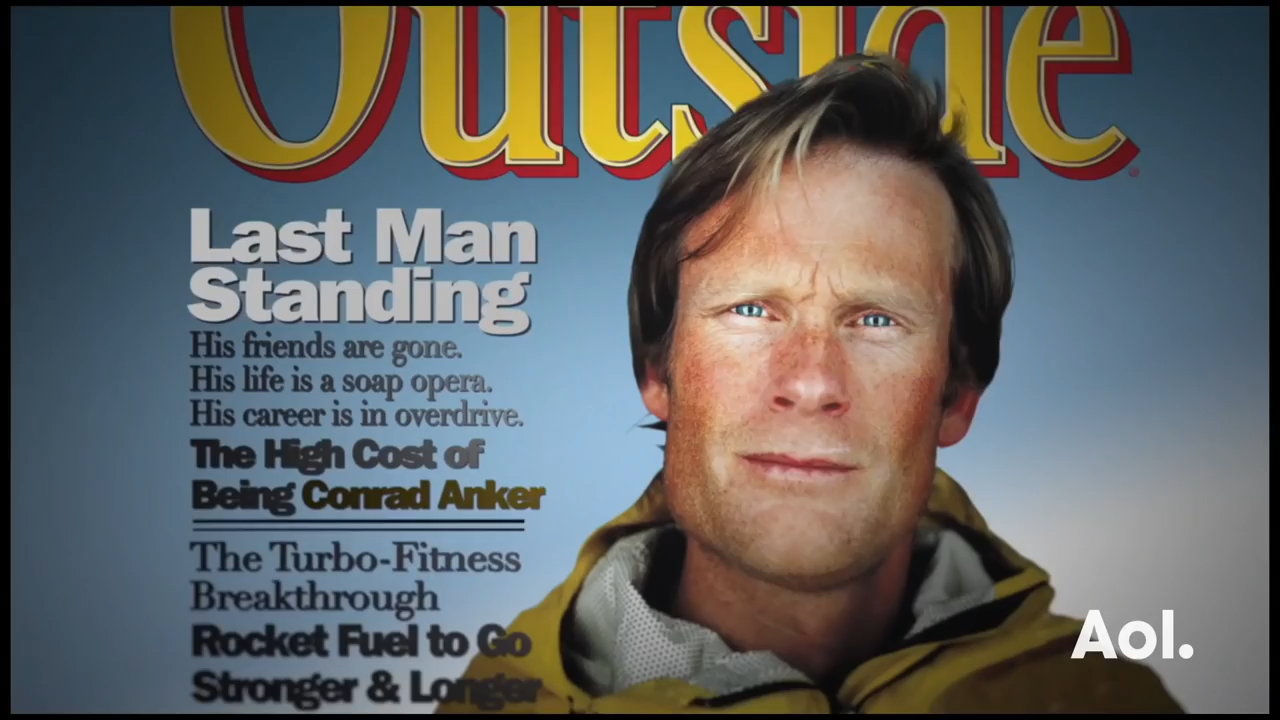 Outside
Last Man
Standing
His friends are gone.
His life is a soap opera.
His career is in overdrive.
The High Cost of
Being Conrad Anker
The Turbo-Fitness
Breakthrough
Rocket Fuel to Go
Stronger & Longer
Aol.